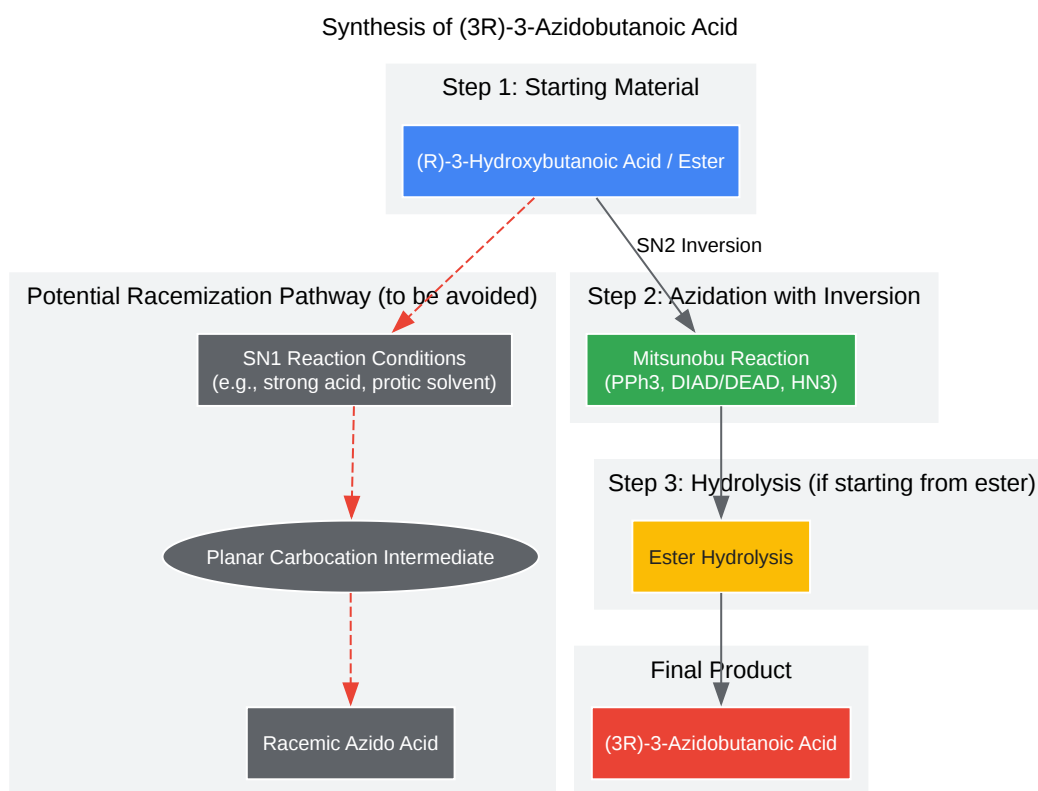 Synthesis of (3R)-3-Azidobutanoic Acid
Step 1: Starting Material
(R)-3-Hydroxybutanoic Acid / Ester
SN2 Inversion
Potential Racemization Pathway (to be avoided)
SN1 Reaction Conditions
(e.g., strong acid, protic solvent)
Planar Carbocation Intermediate
Racemic Azido Acid
Step 2: Azidation with Inversion
Mitsunobu Reaction
(PPh3, DIAD/DEAD, HN3)
Step 3: Hydrolysis (if starting from ester)
Ester Hydrolysis
Final Product
(3R)-3-Azidobutanoic Acid